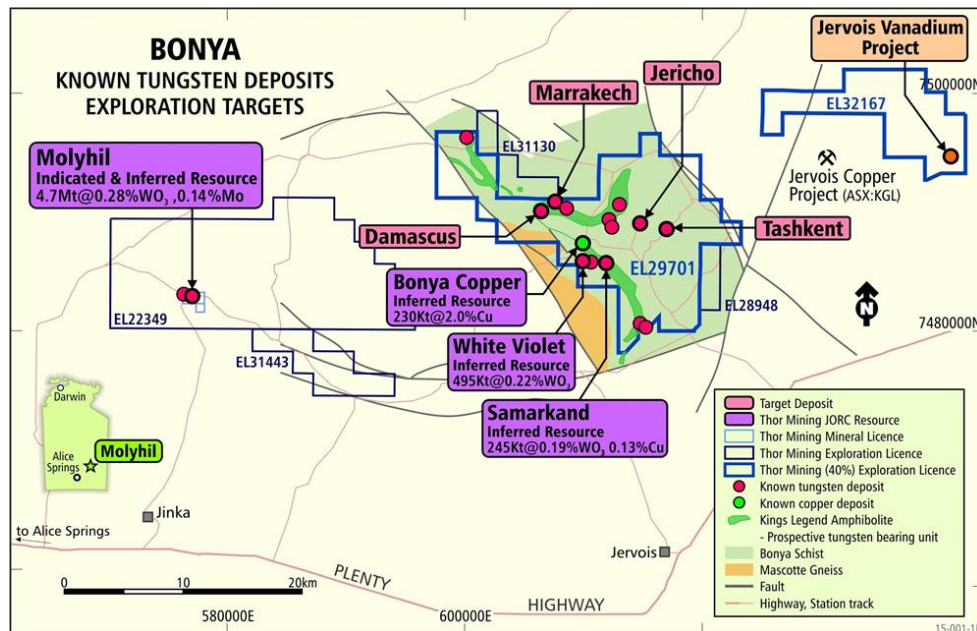 BONYA
KNOWN TUNGSTEN DEPOSITS
EXPLORATION TARGETS
Jervois Vanadium
Project
Jericho
Marrakech
7500000N
EL32167
EL31130
Molyhil
Indicated & Inferred Resource
4.7Mt@0.28%WO₃ ,0.14%Mo
Jervois Copper
Project (ASX:KGL)
Damascus
Tashkent
EL29701
Bonya Copper
Inferred Resource
230Kt@2.0%Cu
EL28948
N
EL22349
7480000N
White Violet
Inferred Resource
495Kt@0.22%WO₃
EL31443
Samarkand
Inferred Resource
245Kt@0.19%WO₃ 0.13%Cu
Darwin
Alice
Springs
Molyhil
Jinka
to Alice Springs
Jervois
0 10 20km
PLENTY
HIGHWAY
580000E
600000E
Target Deposit
Thor Mining JORC Resource
Thor Mining Mineral Licence
Thor Mining Exploration Licence
Thor Mining (40%) Exploration Licence
Known tungsten deposit
Known copper deposit
Kings Legend Amphibolite
- Prospective tungsten bearing unit
Bonya Schist
Mascotte Gneiss
Fault
Highway, Station track